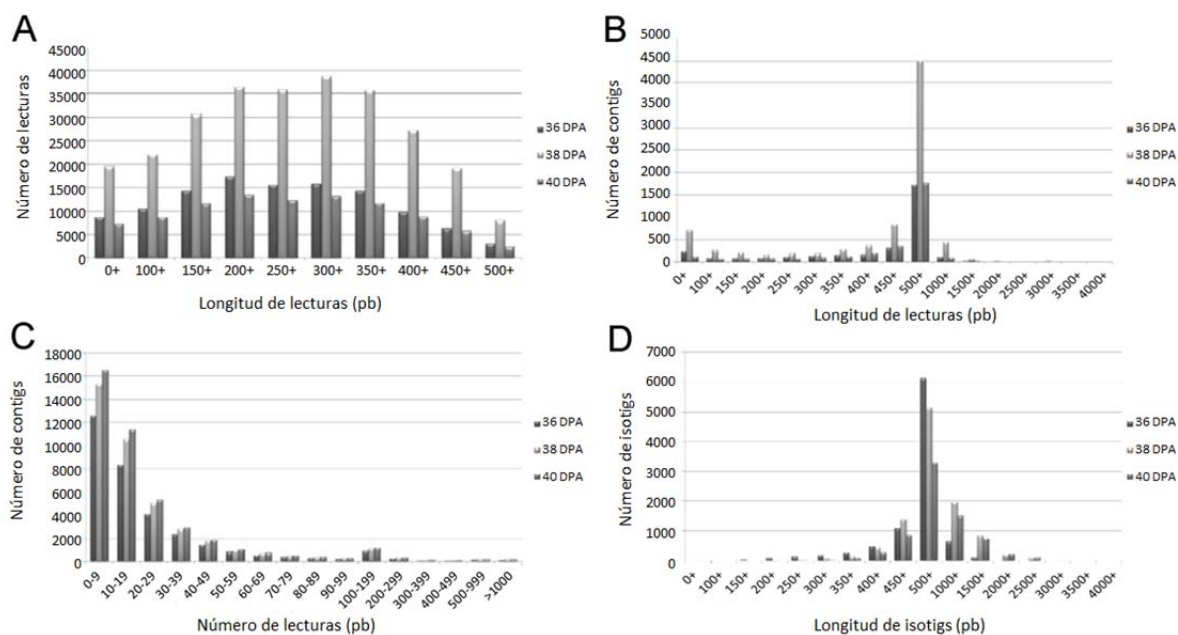 A
Número de lecturas
45000
40000
35000
30000
25000
20000
15000
10000
5000
0
0+ 100+ 150+ 200+ 250+ 300+ 350+ 400+ 450+ 500+
Longitud de lecturas (pb)
36 DPA
38 DPA
40 DPA
B
Número de contigs
5000
4500
4000
3500
3000
2500
2000
1500
1000
500
0
0+ 100+ 150+ 200+ 250+ 300+ 350+ 400+ 450+ 500+ 1000+ 1500+ 2000+ 2500+ 3000+ 3500+ 4000+
Longitud de lecturas (pb)
36 DPA
38 DPA
40 DPA
C
Número de contigs
18000
16000
14000
12000
10000
8000
6000
4000
2000
0
0-9 10-19 20-29 30-39 40-49 50-59 60-69 70-79 80-89 90-99 100-199 200-299 300-399 400-499 500-999 >1000
Número de lecturas (pb)
36 DPA
38 DPA
40 DPA
D
Número de isotigs
7000
6000
5000
4000
3000
2000
1000
0
0+ 100+ 150+ 200+ 250+ 300+ 350+ 400+ 450+ 500+ 1000+ 1500+ 2000+ 2500+ 3000+ 3500+ 4000+
Longitud de isotigs (pb)
36 DPA
38 DPA
40 DPA